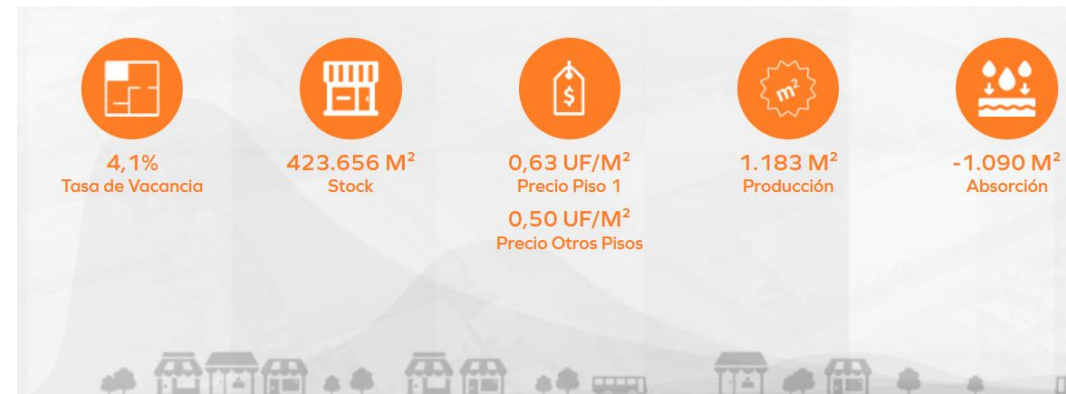 m²
$
4,1%
Tasa de Vacancia
423.656 M²
Stock
0,63 UF/M²
Precio Piso 1
0,50 UF/M²
Precio Otros Pisos
1.183 M²
Producción
-1.090 M²
Absorción